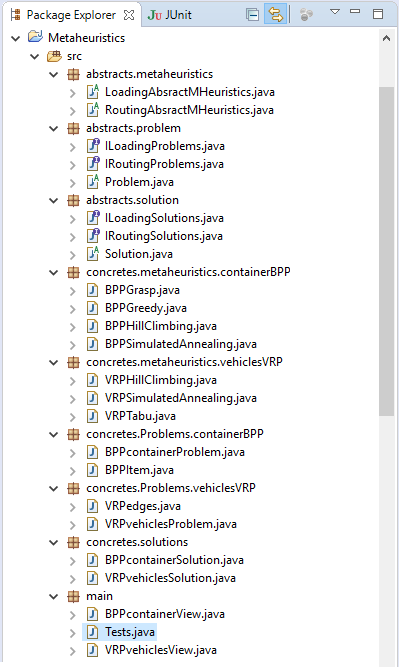 Package Explorer JUnit
Metaheuristics
src
abstracts.metaheuristics
LoadingAbsractMHeuristics.java
RoutingAbsractMHeuristics.java
abstracts.problem
ILoadingProblems.java
IRoutingProblems.java
Problem.java
abstracts.solution
ILoadingSolutions.java
IRoutingSolutions.java
Solution.java
concretes.metaheuristics.containerBPP
BPPGrasp.java
BPPGreedy.java
BPPHillClimbing.java
BPPSimulatedAnnealing.java
concretes.metaheuristics.vehiclesVRP
VRPHillClimbing.java
VRPSimulatedAnnealing.java
VRPTabu.java
concretes.Problems.containerBPP
BPPcontainerProblem.java
BPPItem.java
concretes.Problems.vehiclesVRP
VRPedges.java
VRPvehiclesProblem.java
concretes.solutions
BPPcontainerSolution.java
VRPvehiclesSolution.java
main
BPPcontainerView.java
Tests.java
VRPvehiclesView.java